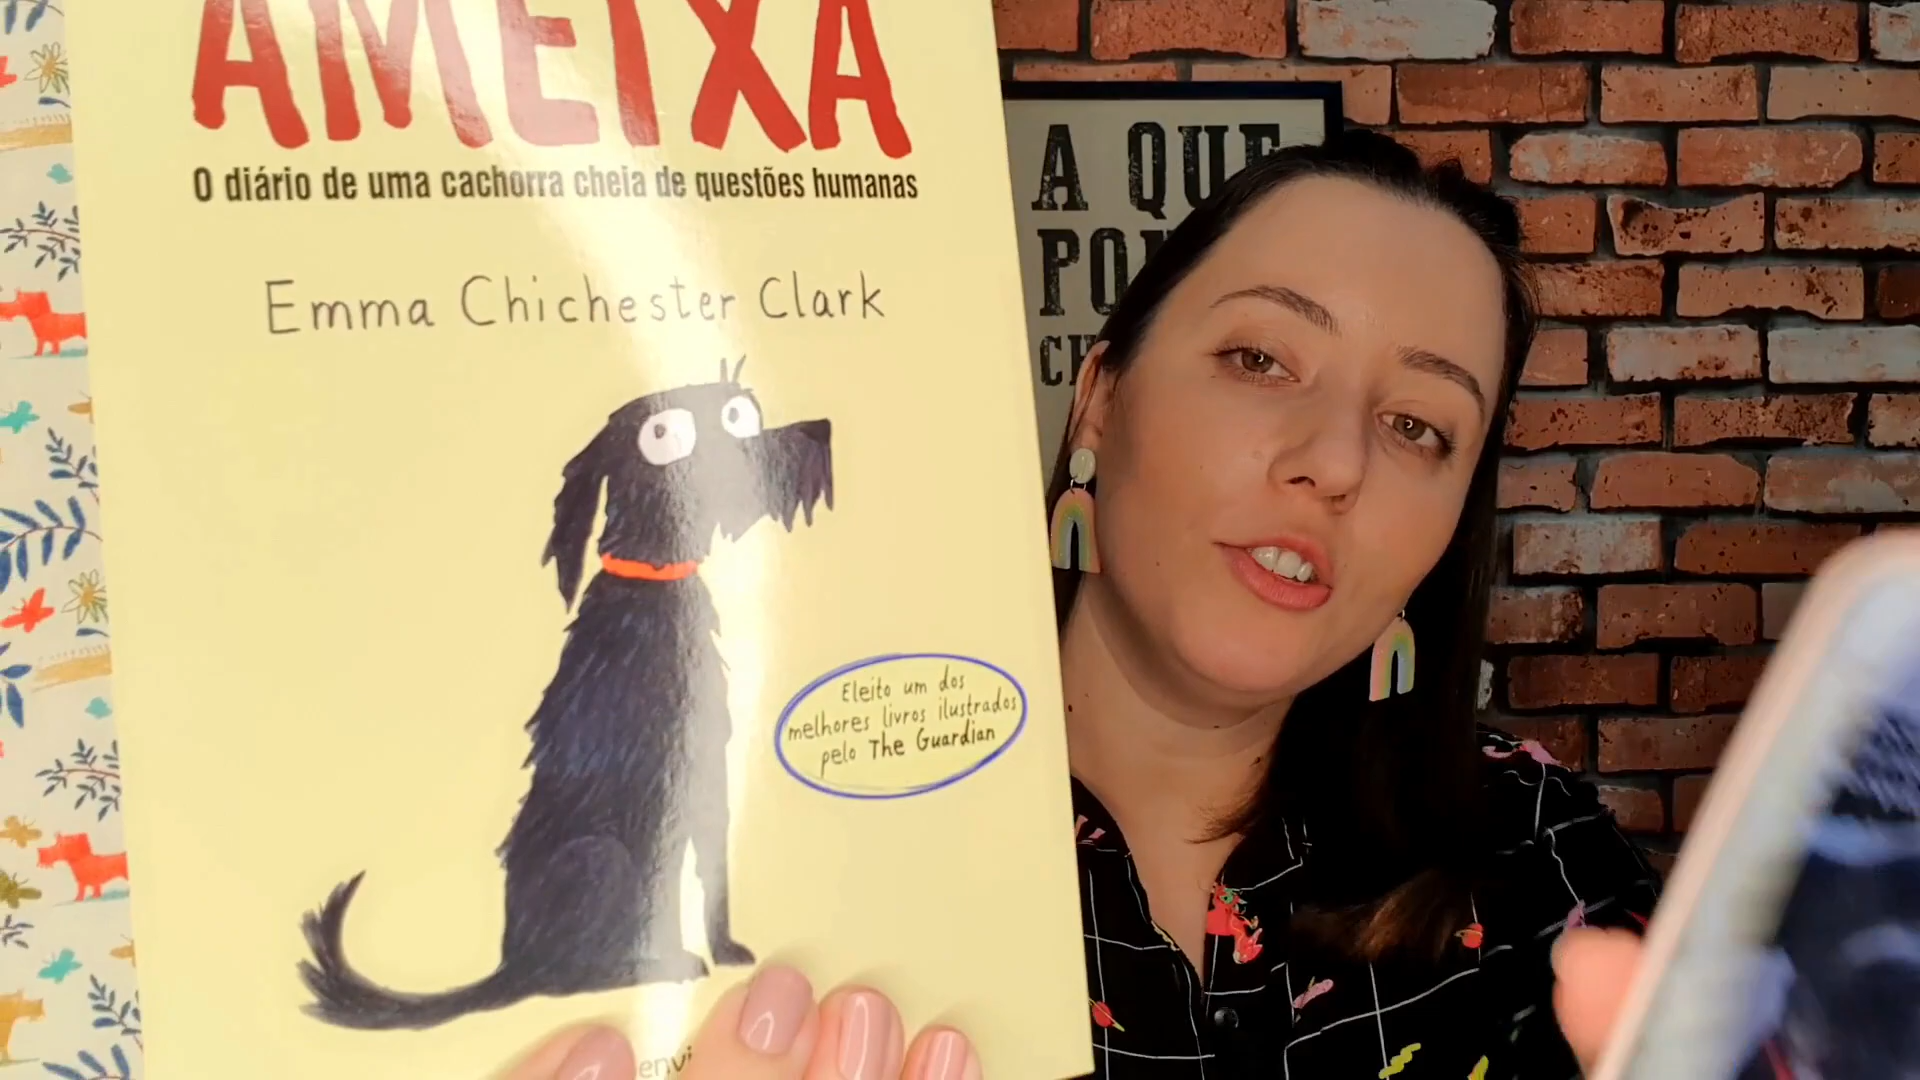 AMEIXA
O diário de uma cachorra cheia de questões humanas
Emma Chichester Clark
Eleito um dos
melhores livros ilustrados
pelo The Guardian
A QUE